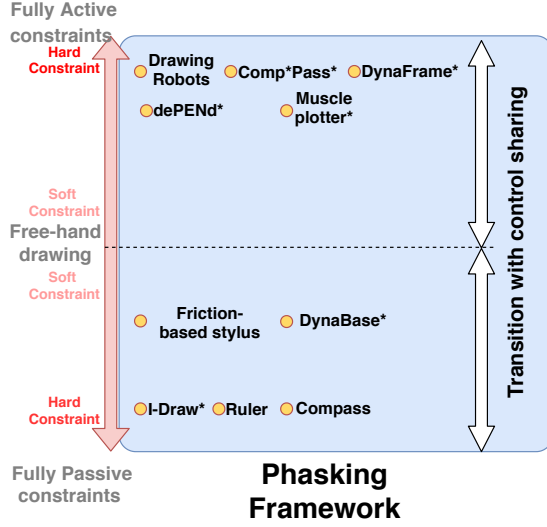 Fully Active
constraints
Hard
Constraint
Drawing
Robots
Comp*Pass*
DynaFrame*
dePENd*
Muscle
plotter*
Soft
Constraint
Free-hand
drawing
Soft
Constraint
Friction-
based stylus
DynaBase*
Hard
Constraint
I-Draw*
Ruler
Compass
Fully Passive
constraints
Transition with control sharing
Phasking
Framework